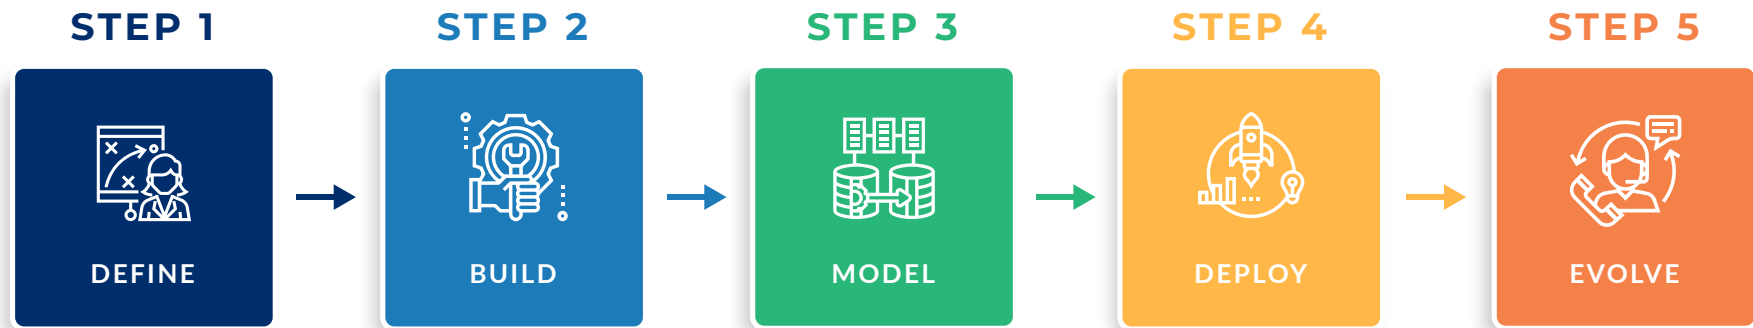 STEP 1
STEP 2
STEP 3
STEP 4
STEP 5
DEFINE
BUILD
MODEL
DEPLOY
EVOLVE